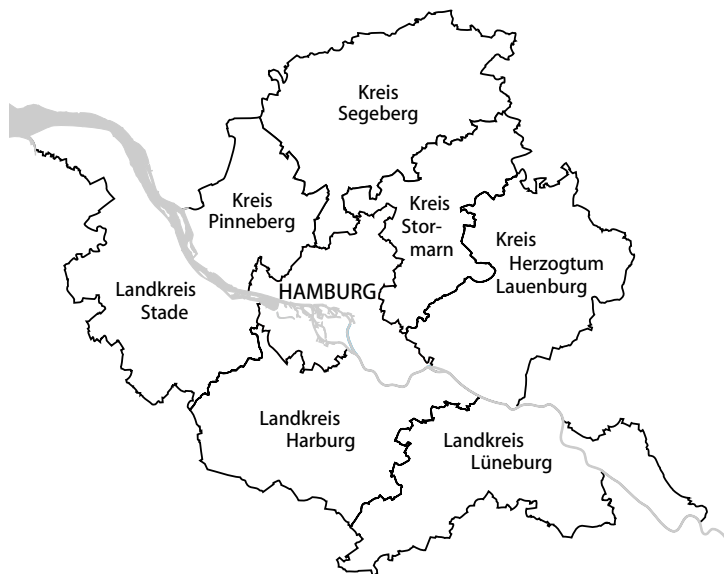 Kreis
Segeberg
Kreis
Pinneberg
Kreis
Stor-
marn
Kreis
Herzogtum
Lauenburg
Landkreis
Stade
HAMBURG
Landkreis
Harburg
Landkreis
Lüneburg